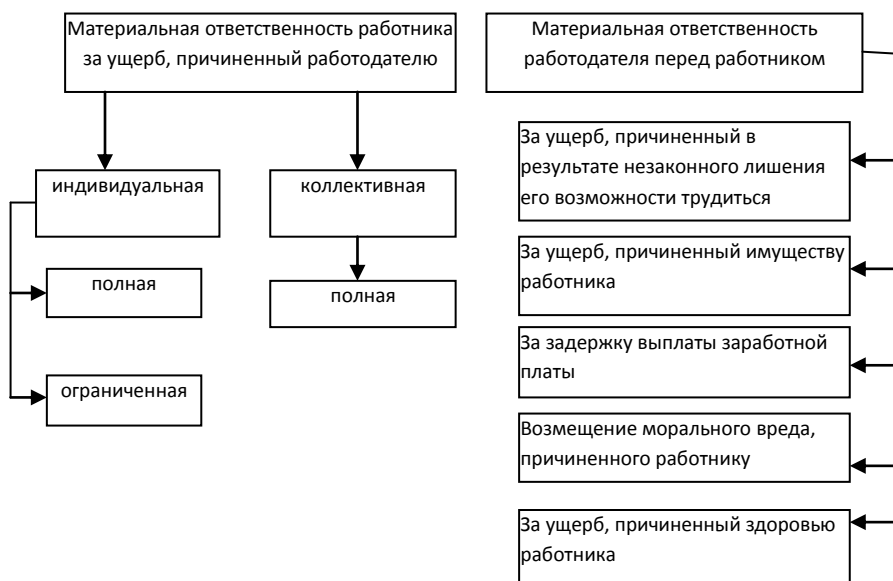 Материальная ответственность работника
за ущерб, причиненный работодателю
индивидуальная
коллективная
полная
полная
ограниченная
Материальная ответственность
работодателя перед работником
За ущерб, причиненный в
результате незаконного лишения
его возможности трудиться
За ущерб, причиненный имуществу
работника
За задержку выплаты заработной
платы
Возмещение морального вреда,
причиненного работнику
За ущерб, причиненный здоровью
работника